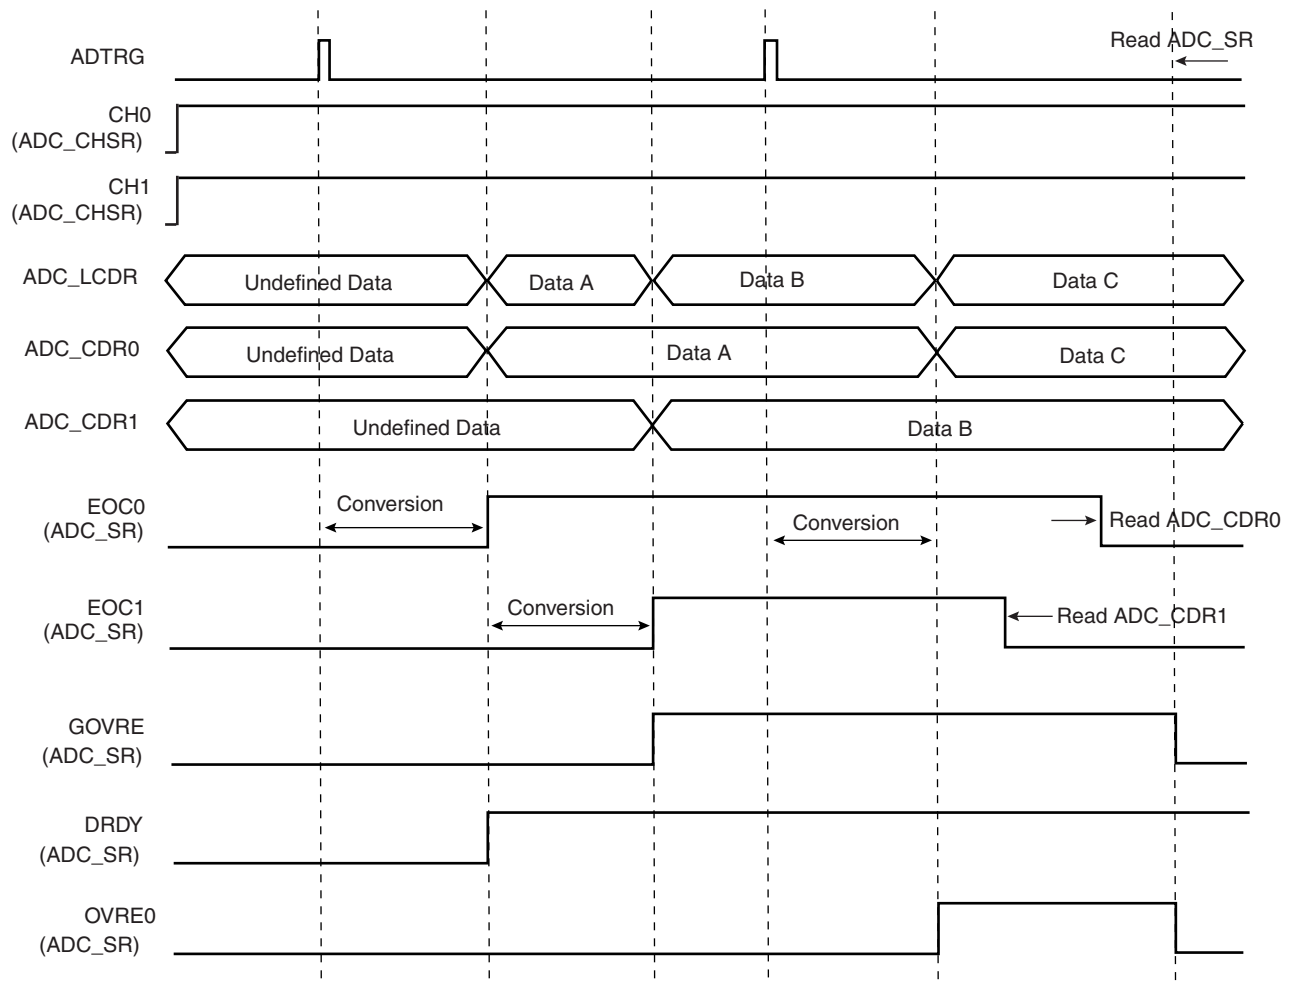 ADTRG
Read ADC_SR
CH0
(ADC_CHSR)
CH1
(ADC_CHSR)
ADC_LCDR
Undefined Data
Data A
Data B
Data C
ADC_CDR0
Undefined Data
Data A
Data C
ADC_CDR1
Undefined Data
Data B
EOC0
(ADC_SR)
Conversion
Conversion
Read ADC_CDR0
EOC1
(ADC_SR)
Conversion
Read ADC_CDR1
GOVRE
(ADC_SR)
DRDY
(ADC_SR)
OVRE0
(ADC_SR)